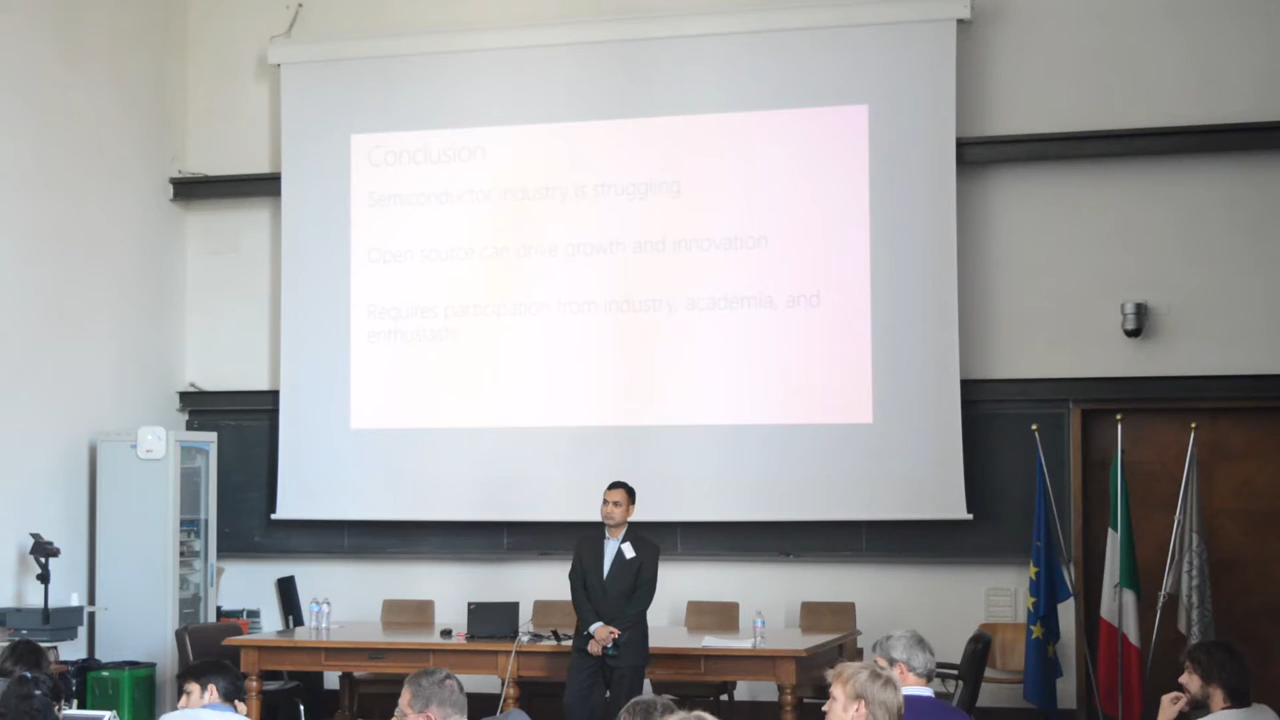 Conclusion
Semiconductor industry is struggling
Open source can drive growth and innovation
Requires participation from industry, academia, and
enthusiasts